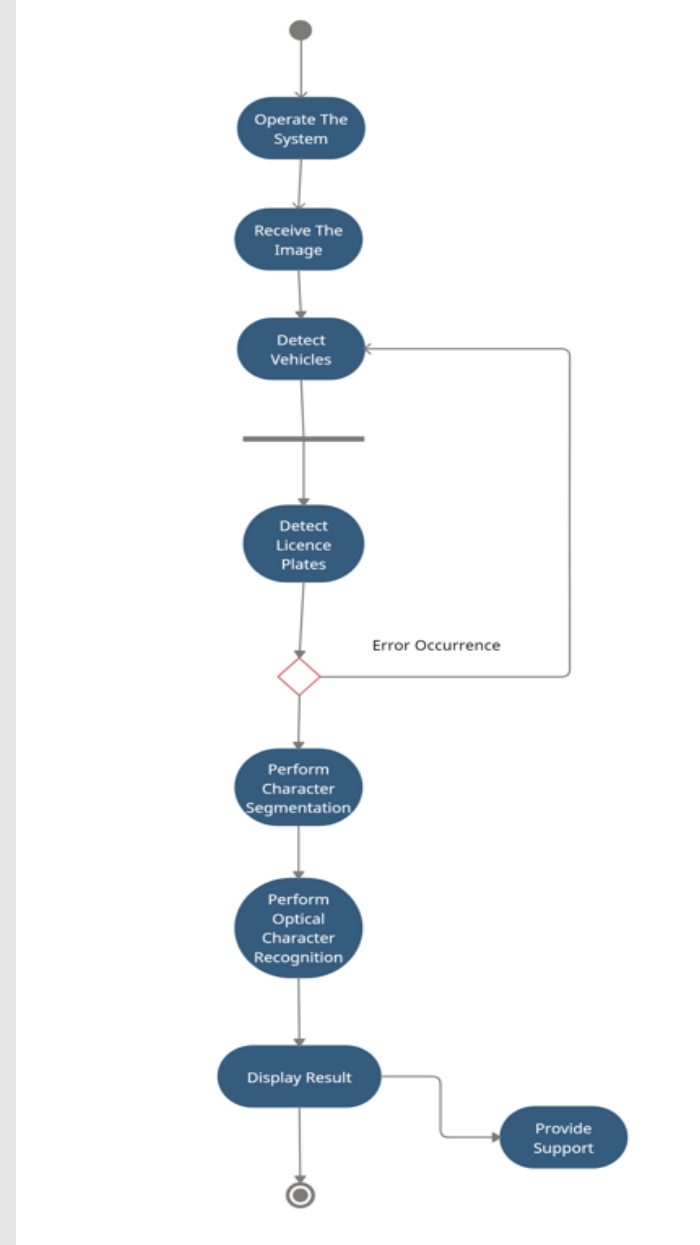 Operate The
System
Receive The
Image
Detect
Vehicles
Detect
Licence
Plates
Error Occurrence
Perform
Character
Segmentation
Perform
Optical
Character
Recognition
Display Result
Provide
Support